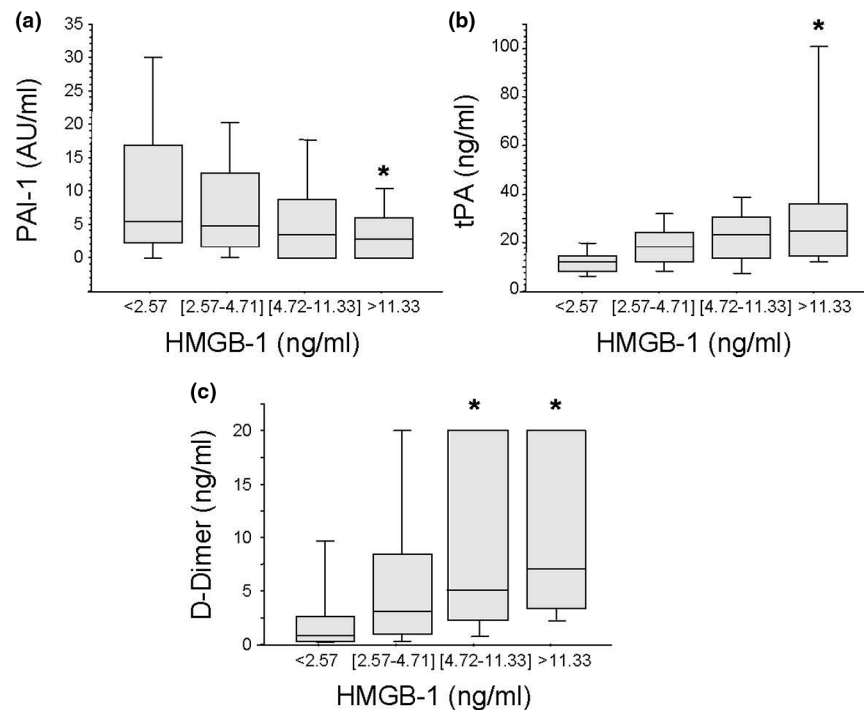 (a)
PAI-1 (AU/ml)
35
30
25
20
15
10
5
0
*
<2.57 [2.57-4.71] [4.72-11.33] >11.33
HMGB-1 (ng/ml)
(b)
tPA (ng/ml)
100
80
60
40
20
0
*
<2.57 [2.57-4.71] [4.72-11.33] >11.33
HMGB-1 (ng/ml)
(c)
D-Dimer (ng/ml)
20
15
10
5
0
* *
<2.57 [2.57-4.71] [4.72-11.33] >11.33
HMGB-1 (ng/ml)